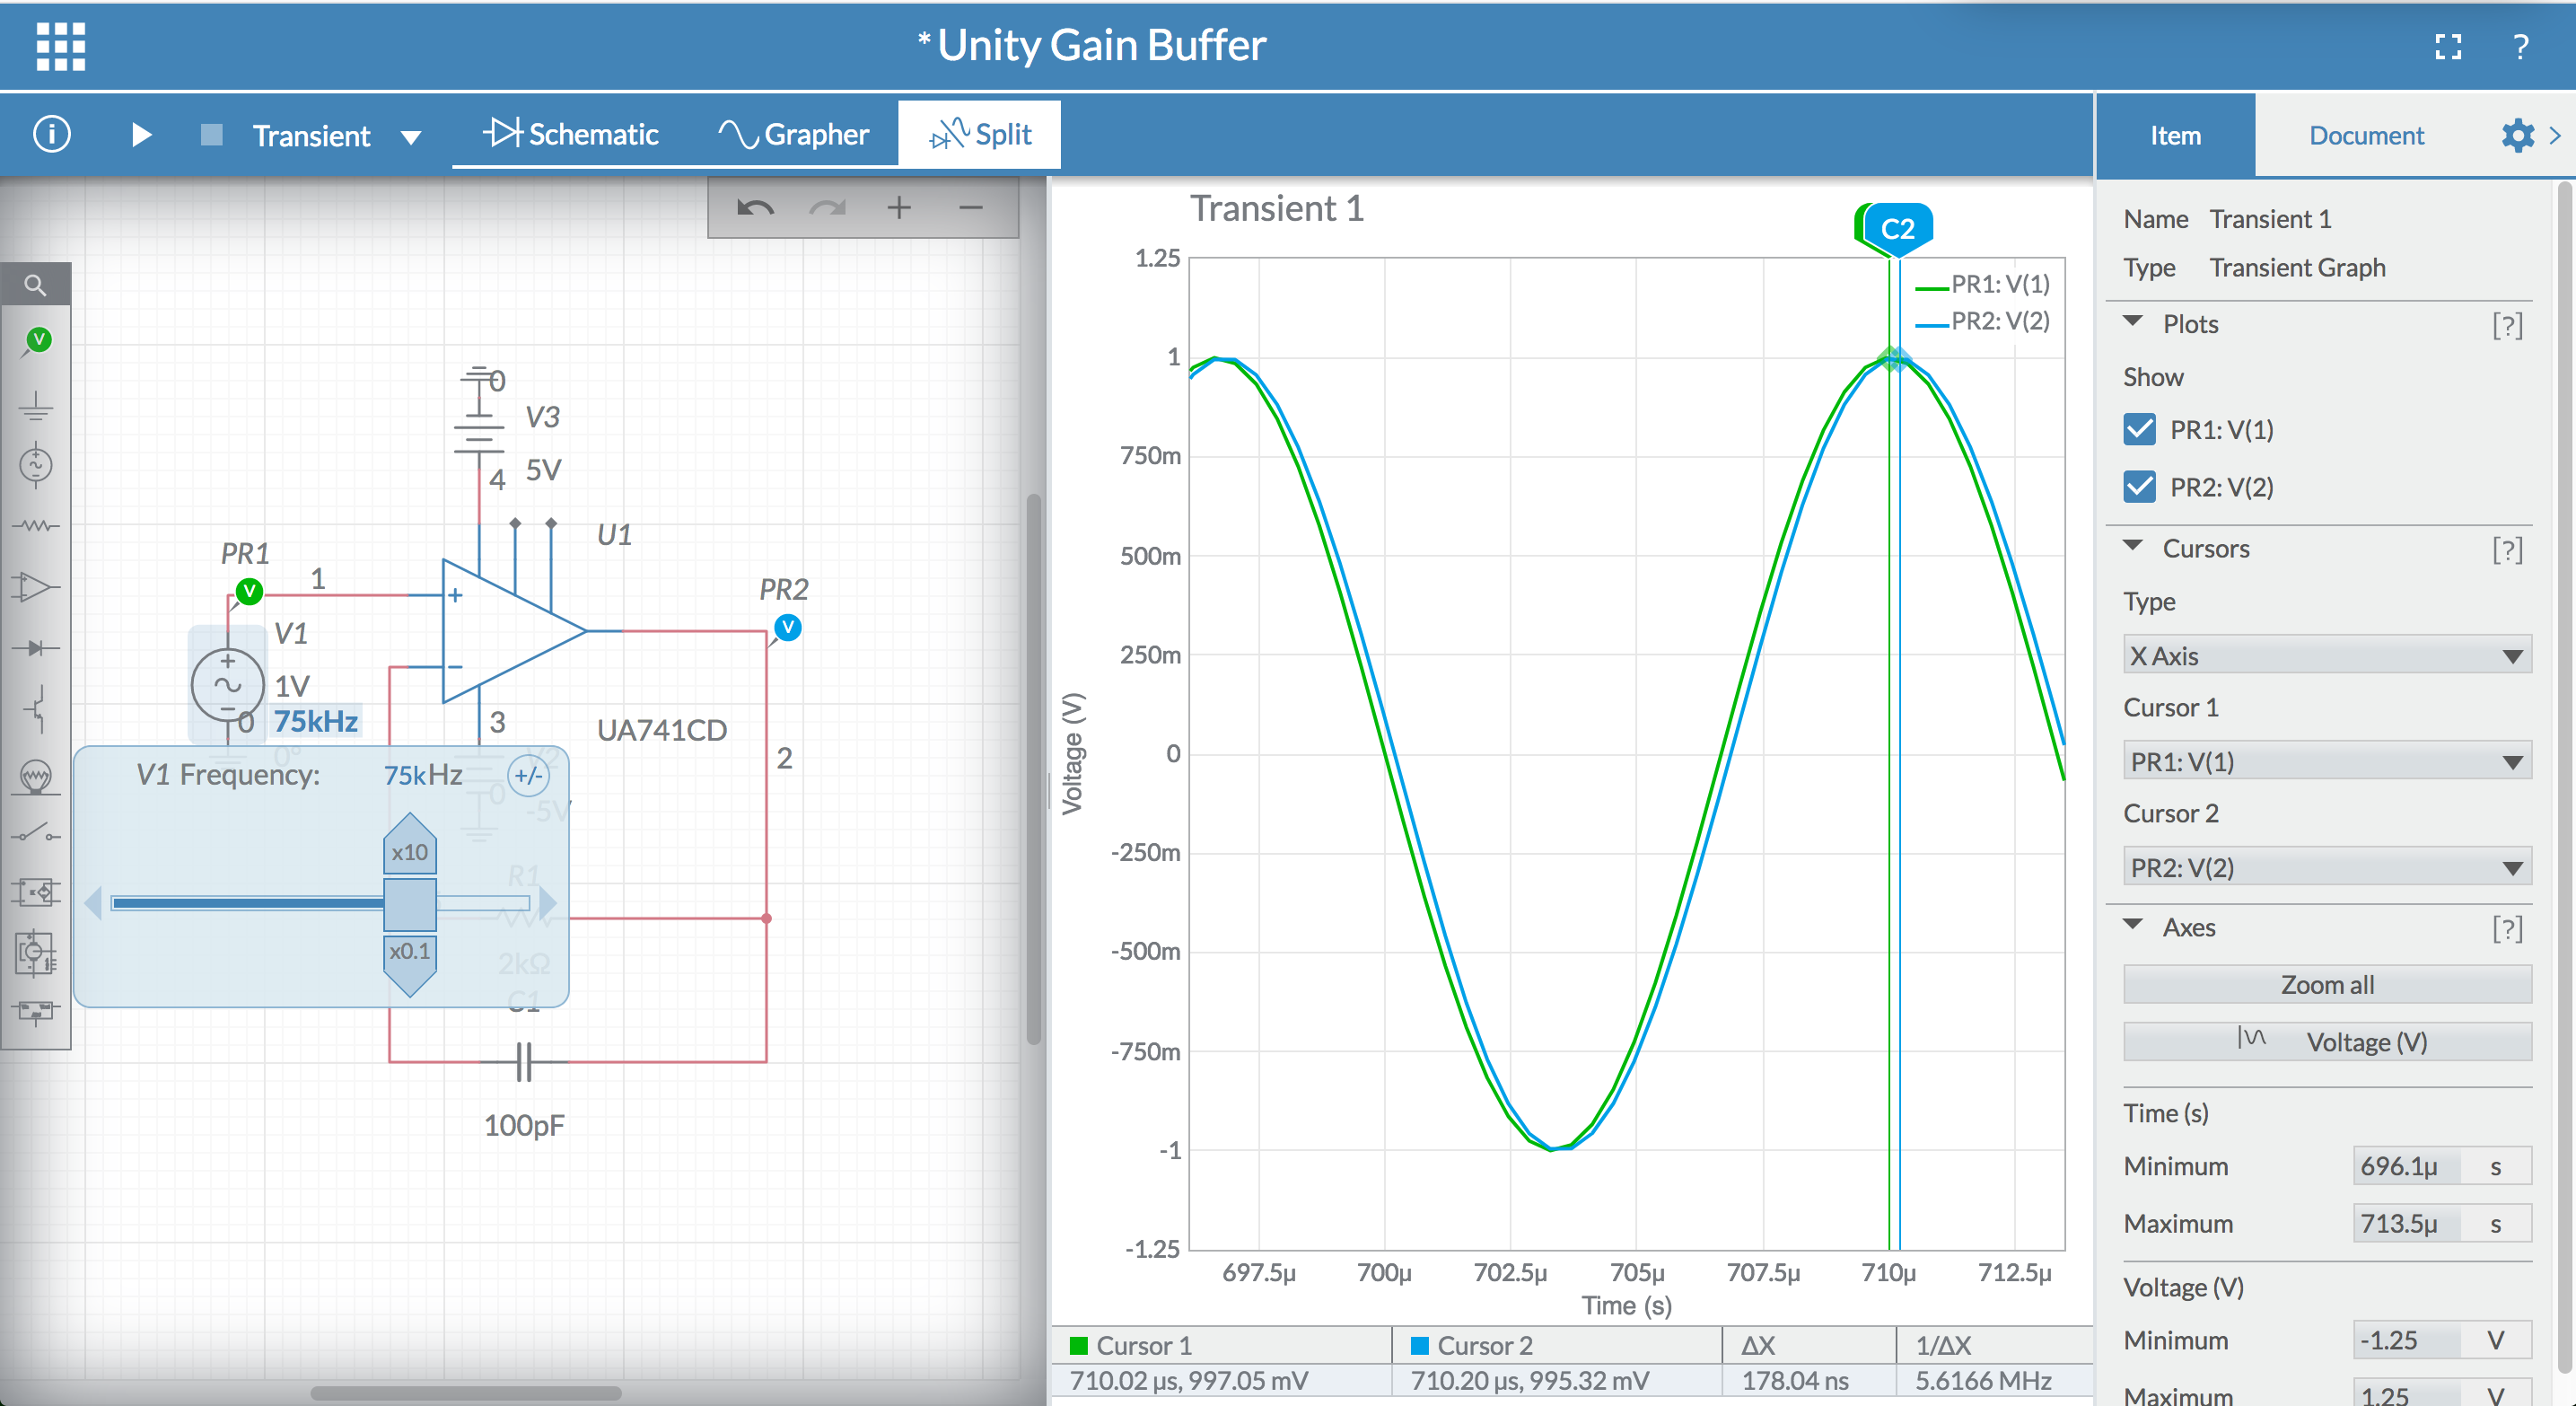 * Unity Gain Buffer
?
i
Transient
Schematic
Grapher
Split
Item
Document
0
V3
5V
4
U1
PR1
V
1
PR2
V
V1
1V
75kHz
0
0°
3
UA741CD
2
V2
0
-5V
V1 Frequency: 75kHz +/-
x10
x0.1
R1
2kΩ
C1
100pF
V
Transient 1
C2
PR1: V(1)
PR2: V(2)
1.25
1
750m
500m
250m
0
-250m
-500m
-750m
-1
-1.25
Voltage (V)
697.5µ 700µ 702.5µ 705µ 707.5µ 710µ 712.5µ
Time (s)
Cursor 1 Cursor 2 ΔX 1/ΔX
710.02 µs, 997.05 mV 710.20 µs, 995.32 mV 178.04 ns 5.6166 MHz
Name Transient 1
Type Transient Graph
Plots [?]
Show
PR1: V(1)
PR2: V(2)
Cursors [?]
Type
X Axis
Cursor 1
PR1: V(1)
Cursor 2
PR2: V(2)
Axes [?]
Zoom all
Voltage (V)
Time (s)
Minimum 696.1µ s
Maximum 713.5µ s
Voltage (V)
Minimum -1.25 V
Maximum 1.25 V